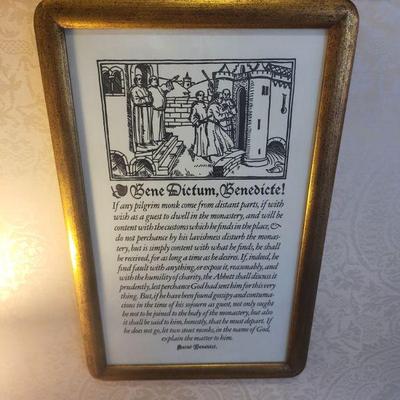 Bene Dictum, Benedicte!
If any pilgrim monk come from distant parts, if with
wish as a guest to dwell in the monastery, and will be
content with the customs which he finds in the place, &
do not perchance by his lavishness disturb the monas-
tery, but is simply content with what he finds, he shall
be received, for as long a time as he desires. If, indeed, he
find fault with anything, or expose it, reasonably, and
with the humility of charity, the Abbott shall discuss it
prudently, lest perchance God had sent him for this very
thing. But, if he have been found gossipy and contuma-
cious in the time of his sojourn as guest, not only ought
he not to be joined to the body of the monastery, but also
it shall be said to him, honestly, that he must depart. If
he does not go, let two stout monks, in the name of God,
explain the matter to him.
Saint Benedict.